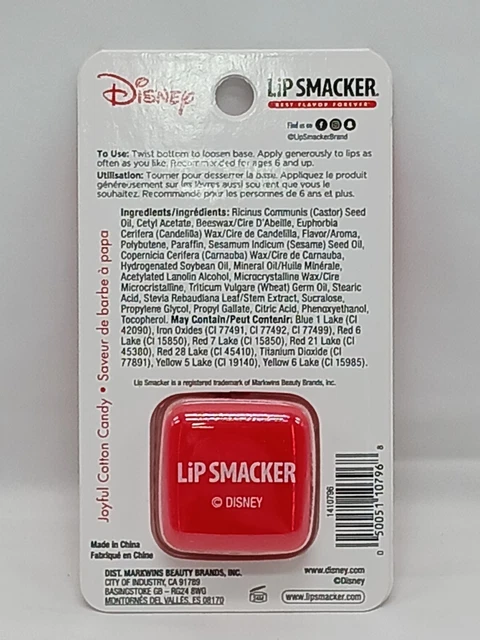 Disney
LiP SMACKER®
BEST FLAVOR FOREVER®
Find us on
@LipSmackerBrand
To Use: Twist bottom to loosen base. Apply generously to lips as
often as you like. Recommended for ages 6 and up.
Utilisation: Tourner pour desserrer la base. Appliquez le produit
généreusement sur les lèvres aussi souvent que vous le
souhaitez. Recommandé pour les personnes de 6 ans et plus.
Ingredients/Ingrédients: Ricinus Communis (Castor) Seed
Oil, Cetyl Acetate, Beeswax/Cire D'Abeille, Euphorbia
Cerifera (Candelilla) Wax/Cire de Candelilla, Flavor/Aroma,
Polybutene, Paraffin, Sesamum Indicum (Sesame) Seed Oil,
Copernicia Cerifera (Carnauba) Wax/Cire de Carnauba,
Hydrogenated Soybean Oil, Mineral Oil/Huile Minérale,
Acetylated Lanolin Alcohol, Microcrystalline Wax/Cire
Microcristalline, Triticum Vulgare (Wheat) Germ Oil, Stearic
Acid, Stevia Rebaudiana Leaf/Stem Extract, Sucralose,
Propylene Glycol, Propyl Gallate, Citric Acid, Phenoxyethanol,
Tocopherol. May Contain/Peut Contenir: Blue 1 Lake (CI
42090), Iron Oxides (CI 77491, CI 77492, CI 77499), Red 6
Lake (CI 15850), Red 7 Lake (CI 15850), Red 21 Lake (CI
45380), Red 28 Lake (CI 45410), Titanium Dioxide (CI
77891), Yellow 5 Lake (CI 19140), Yellow 6 Lake (CI 15985).
Lip Smacker is a registered trademark of Markwins Beauty Brands, Inc.
Joyful Cotton Candy • Saveur de barbe à papa
LiP SMACKER
© DISNEY
1410796
0 50051 10796 8
Made in China
Fabriqué en Chine
DIST. MARKWINS BEAUTY BRANDS, INC.
CITY OF INDUSTRY, CA 91789
BASINGSTOKE GB - RG24 8WG
MONTORNÉS DEL VALLÉS, ES 08170
24M
www.disney.com
©Disney
www.lipsmacker.com